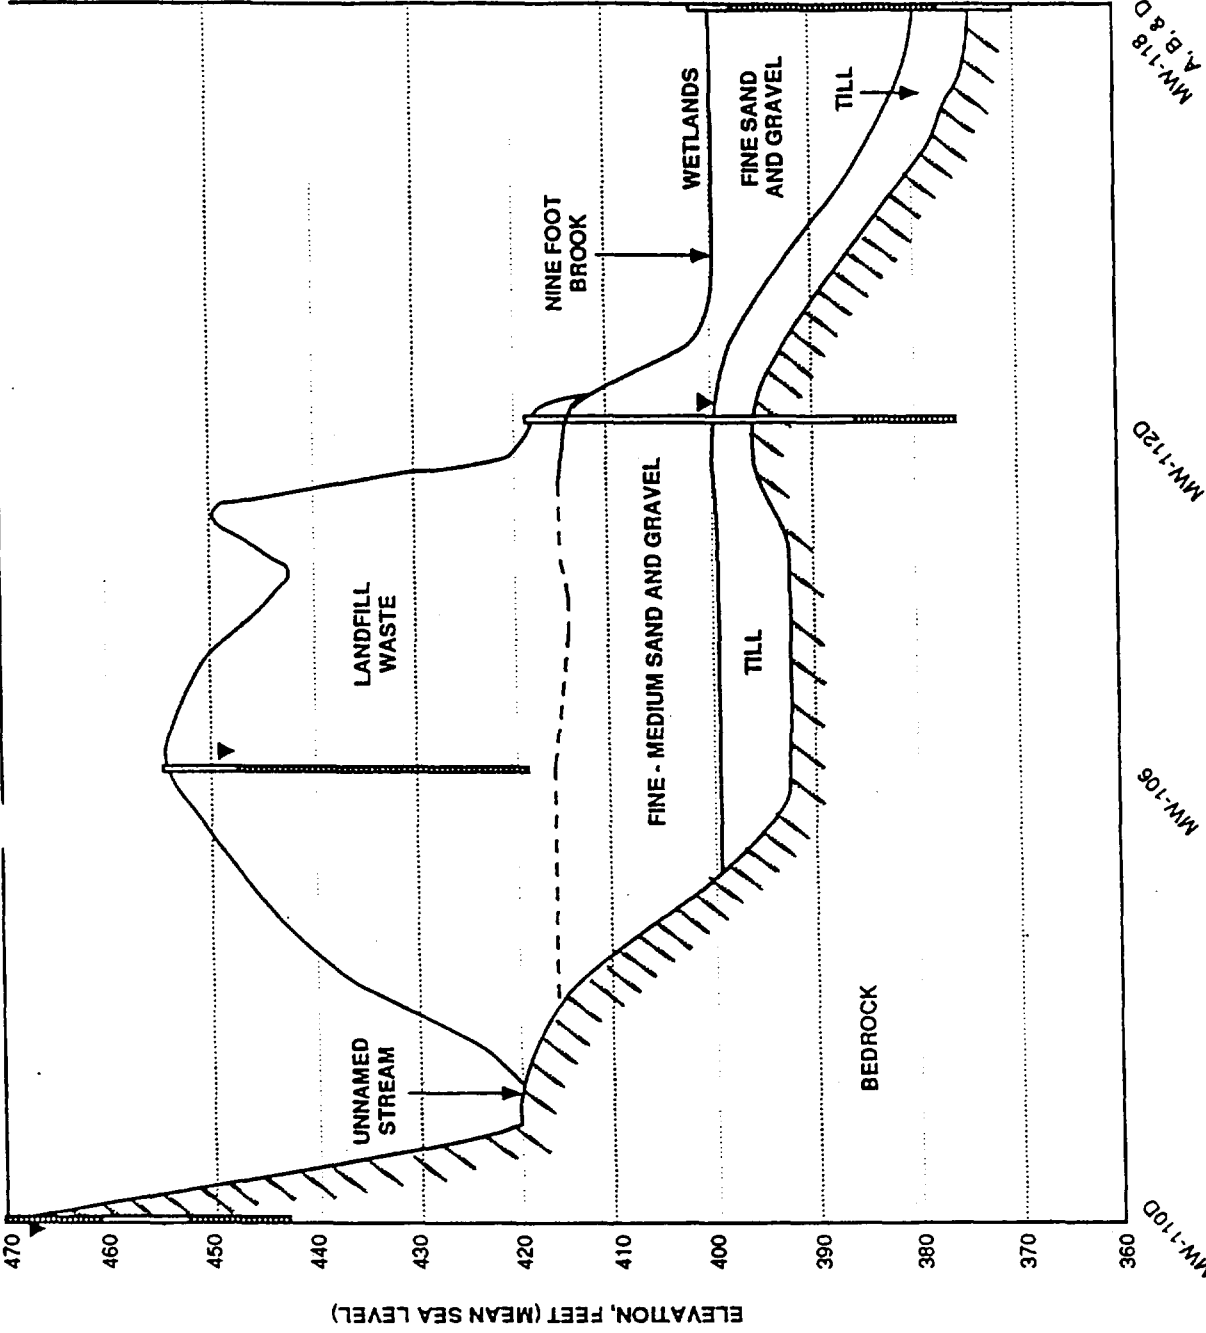 ELEVATION, FEET (MEAN SEA LEVEL)
470
460
450
440
430
420
410
400
390
380
370
360
UNNAMED
STREAM
LANDFILL
WASTE
NINE FOOT
BROOK
WETLANDS
FINE SAND
AND GRAVEL
TILL
FINE - MEDIUM SAND AND GRAVEL
TILL
BEDROCK
MW-110D
MW-106
MW-112D
MW-118
A, B, & D